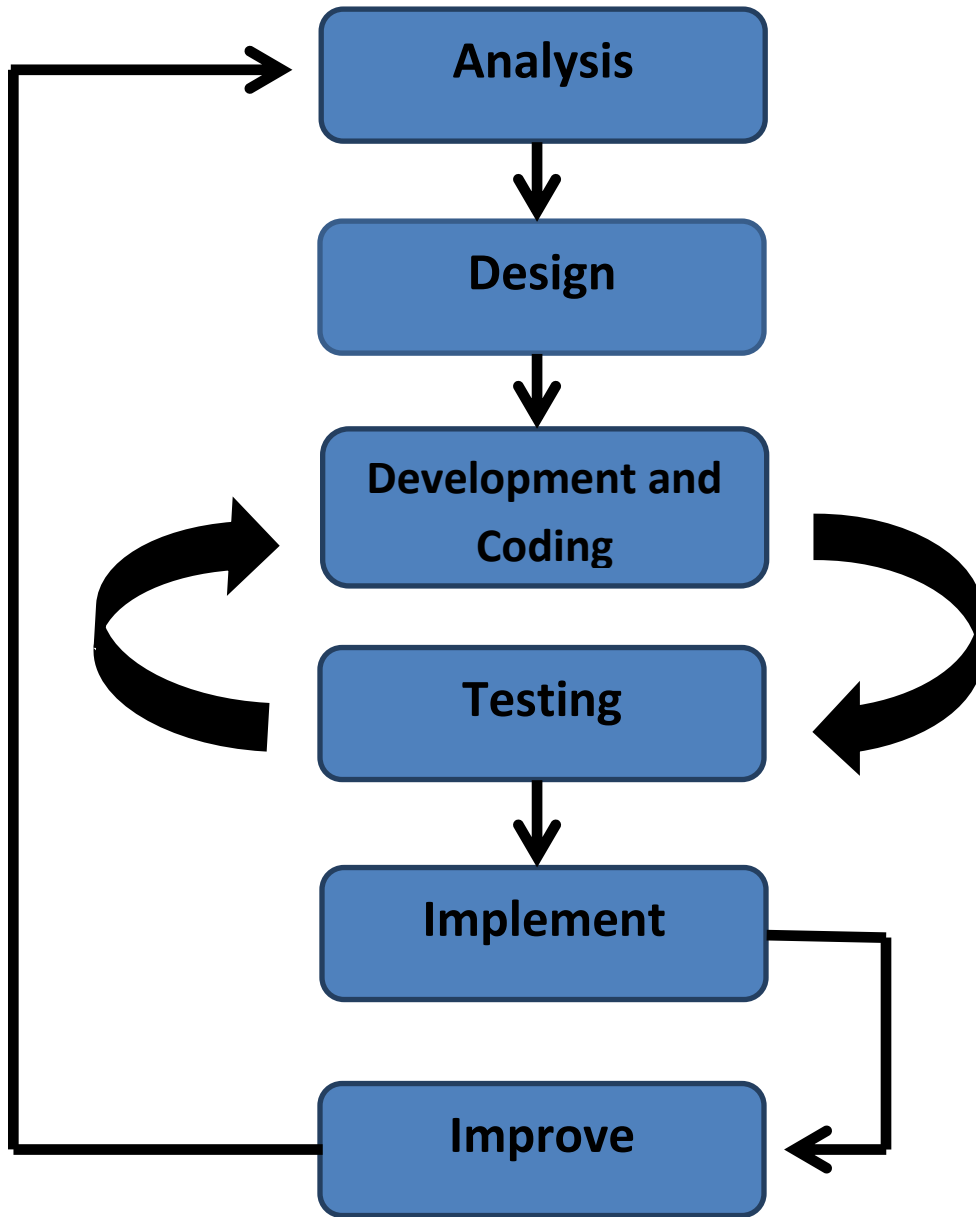 Analysis
Design
Development and
Coding
Testing
Implement
Improve